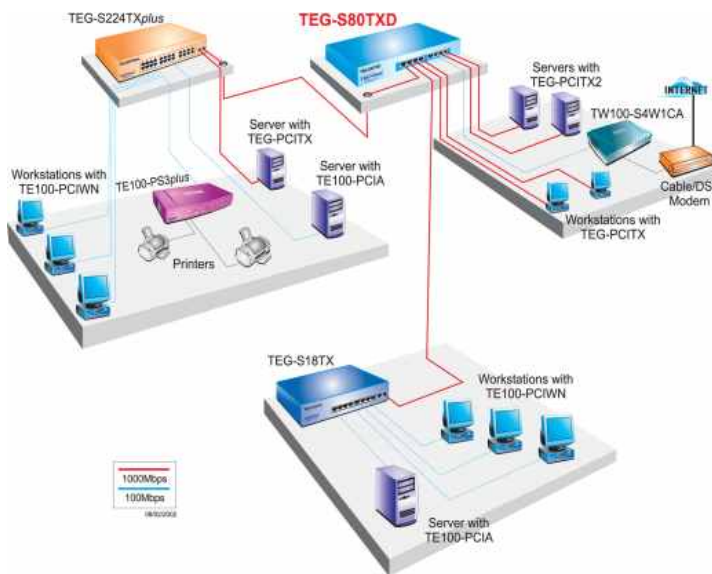 TEG-S224TXplus
TEG-S80TXD
Servers with
TEG-PCITX2
INTERNET
TW100-S4W1CA
Server with
TEG-PCITX
Server with
TE100-PCIA
Workstations with
TE100-PCIWN
TE100-PS3plus
Cable/DS
Modem
Workstations with
TEG-PCITX
Printers
TEG-S18TX
Workstations with
TE100-PCIWN
1000Mbps
100Mbps
Server with
TE100-PCIA